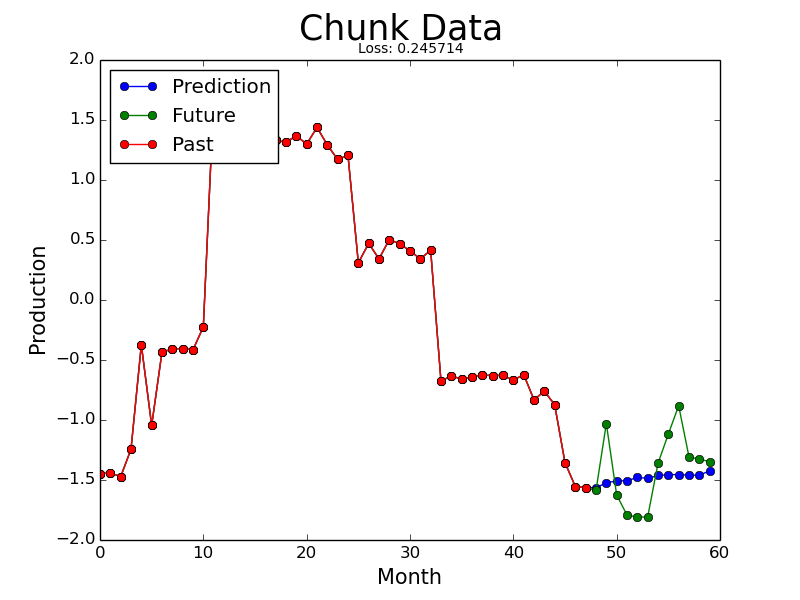 Chunk Data
Loss: 0.245714
Prediction
Future
Past
Production
2.0
1.5
1.0
0.5
0.0
−0.5
−1.0
−1.5
−2.0
0 10 20 30 40 50 60
Month